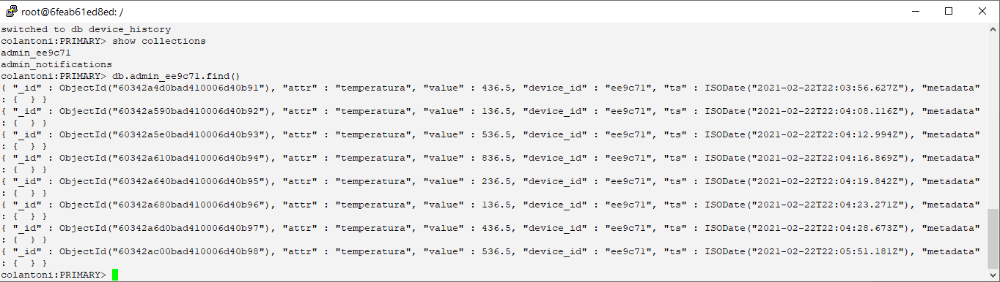 root@6feab61ed8ed: /
switched to db device_history
colantoni:PRIMARY> show collections
admin_ee9c71
admin_notifications
colantoni:PRIMARY> db.admin_ee9c71.find()
{ "_id" : ObjectId("60342a4d0bad410006d40b91"), "attr" : "temperatura", "value" : 436.5, "device_id" : "ee9c71", "ts" : ISODate("2021-02-22T22:03:56.627Z"), "metadata"
: {  } }
{ "_id" : ObjectId("60342a590bad410006d40b92"), "attr" : "temperatura", "value" : 136.5, "device_id" : "ee9c71", "ts" : ISODate("2021-02-22T22:04:08.116Z"), "metadata"
: {  } }
{ "_id" : ObjectId("60342a5e0bad410006d40b93"), "attr" : "temperatura", "value" : 536.5, "device_id" : "ee9c71", "ts" : ISODate("2021-02-22T22:04:12.994Z"), "metadata"
: {  } }
{ "_id" : ObjectId("60342a610bad410006d40b94"), "attr" : "temperatura", "value" : 836.5, "device_id" : "ee9c71", "ts" : ISODate("2021-02-22T22:04:16.869Z"), "metadata"
: {  } }
{ "_id" : ObjectId("60342a640bad410006d40b95"), "attr" : "temperatura", "value" : 236.5, "device_id" : "ee9c71", "ts" : ISODate("2021-02-22T22:04:19.842Z"), "metadata"
: {  } }
{ "_id" : ObjectId("60342a680bad410006d40b96"), "attr" : "temperatura", "value" : 136.5, "device_id" : "ee9c71", "ts" : ISODate("2021-02-22T22:04:23.271Z"), "metadata"
: {  } }
{ "_id" : ObjectId("60342a6d0bad410006d40b97"), "attr" : "temperatura", "value" : 436.5, "device_id" : "ee9c71", "ts" : ISODate("2021-02-22T22:04:28.673Z"), "metadata"
: {  } }
{ "_id" : ObjectId("60342ac00bad410006d40b98"), "attr" : "temperatura", "value" : 536.5, "device_id" : "ee9c71", "ts" : ISODate("2021-02-22T22:05:51.181Z"), "metadata"
: {  } }
colantoni:PRIMARY>